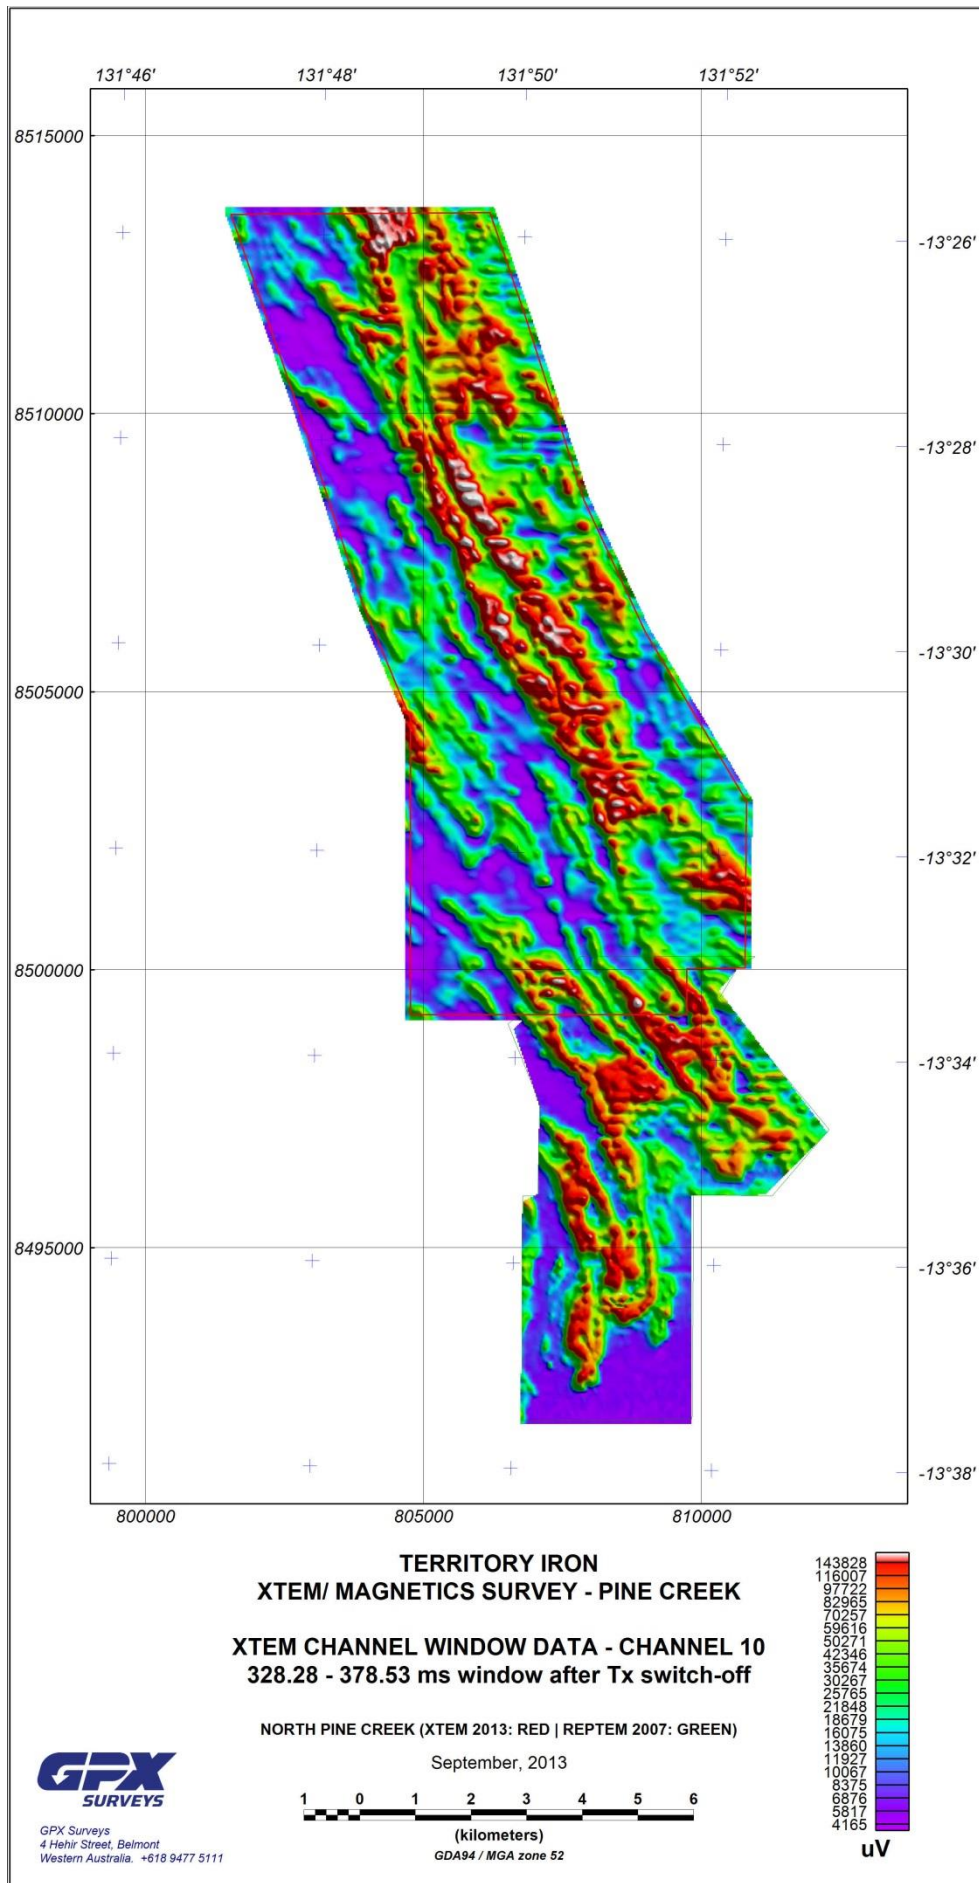 131°46' 131°48' 131°50' 131°52'
8515000
-13°26'
8510000
-13°28'
-13°30'
8505000
-13°32'
8500000
-13°34'
8495000
-13°36'
-13°38'
800000 805000 810000
TERRITORY IRON
XTEM/ MAGNETICS SURVEY - PINE CREEK
XTEM CHANNEL WINDOW DATA - CHANNEL 10
328.28 - 378.53 ms window after Tx switch-off
NORTH PINE CREEK (XTEM 2013: RED | REPTEM 2007: GREEN)
September, 2013
1 0 1 2 3 4 5 6
(kilometers)
GDA94 / MGA zone 52
GPX
SURVEYS
GPX Surveys
4 Hehir Street, Belmont
Western Australia. +618 9477 5111
143828
116007
97722
82965
70257
59616
50271
42346
35674
30267
25765
21848
18679
16075
13860
11927
10067
8375
6876
5817
4165
uV